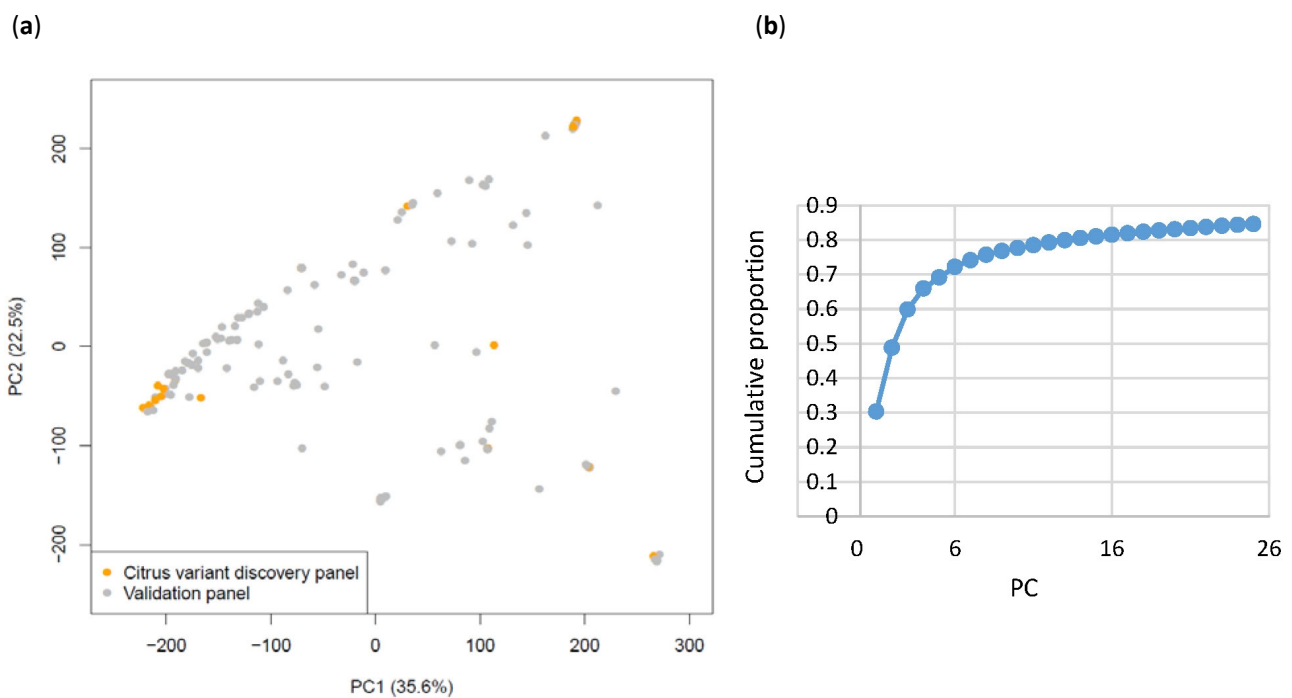 (a)
(b)
200
100
0
−100
−200
PC2 (22.5%)
Citrus variant discovery panel
Validation panel
−200 −100 0 100 200 300
PC1 (35.6%)
0.9
0.8
0.7
0.6
0.5
0.4
0.3
0.2
0.1
0
Cumulative proportion
0 6 16 26
PC